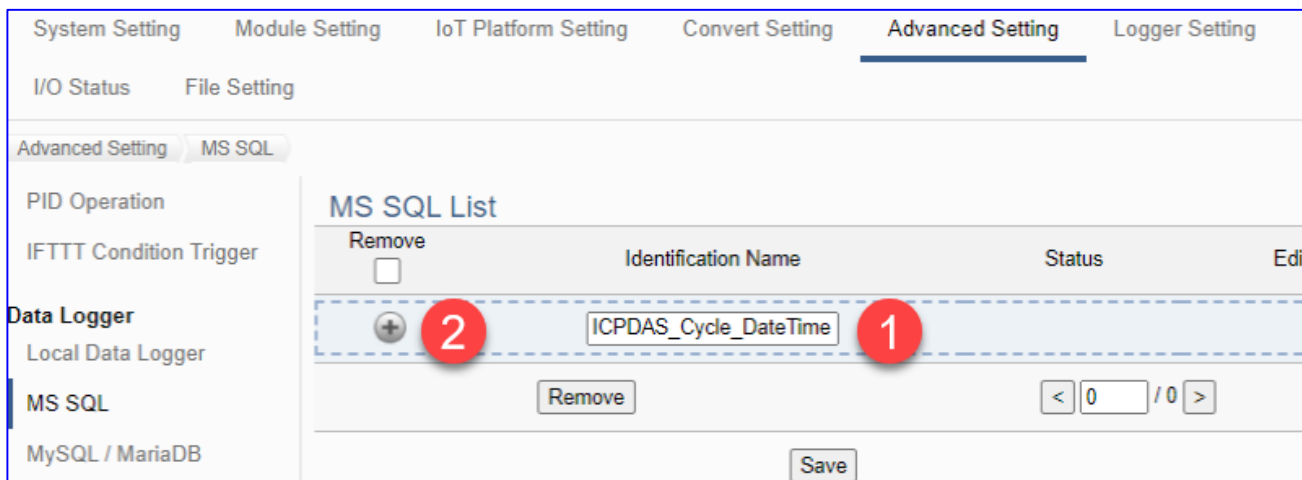 System Setting Module Setting IoT Platform Setting Convert Setting Advanced Setting Logger Setting
I/O Status File Setting
Advanced Setting MS SQL
PID Operation
IFTTT Condition Trigger
Data Logger
Local Data Logger
MS SQL
MySQL / MariaDB
MS SQL List
Remove Identification Name Status Edi
2 ICPDAS_Cycle_DateTime 1
Remove < 0 / 0 >
Save